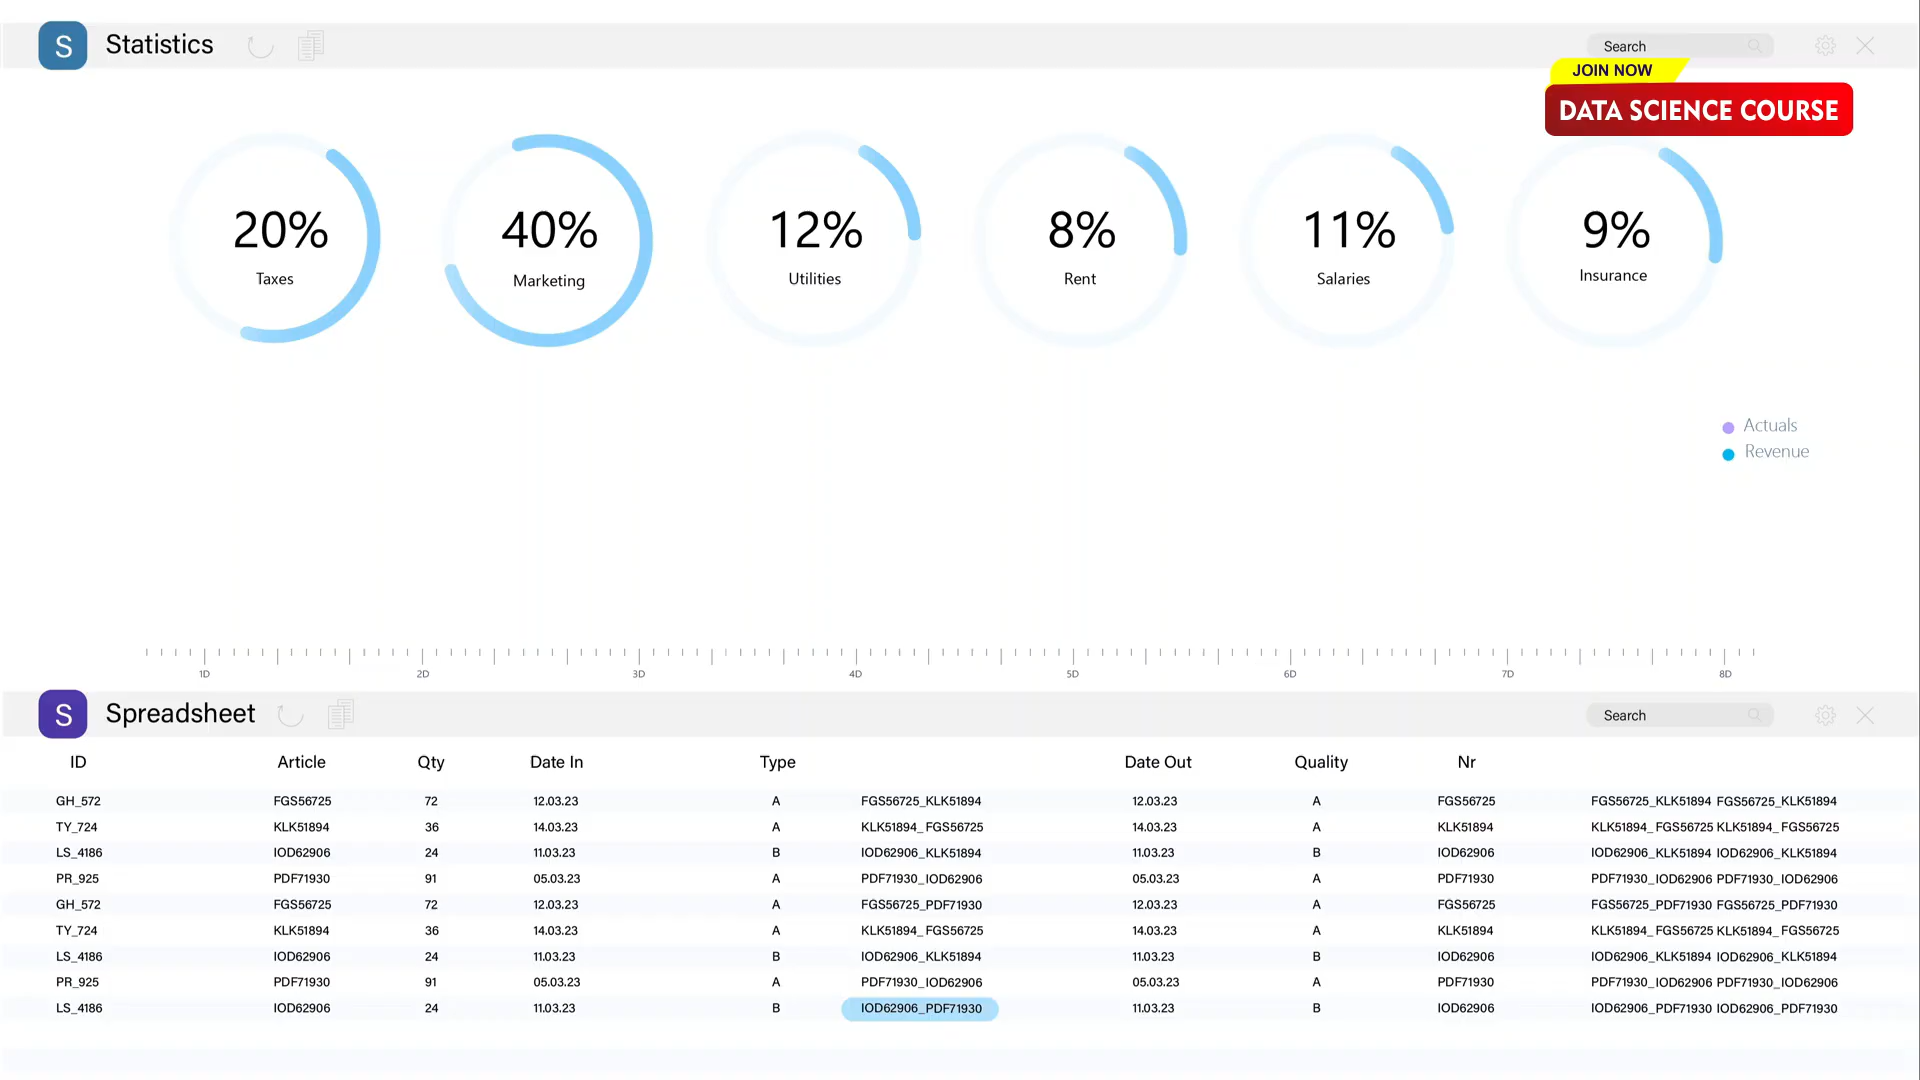 S Statistics Search
JOIN NOW
DATA SCIENCE COURSE
20% 40% 12% 8% 11% 9%
Taxes Marketing Utilities Rent Salaries Insurance
Actuals
Revenue
1D 2D 3D 4D 5D 6D 7D 8D
S Spreadsheet Search
ID Article Qty Date In Type Date Out Quality Nr
GH_572 FGS56725 72 12.03.23 A FGS56725_KLK51894 12.03.23 A FGS56725 FGS56725_KLK51894 FGS56725_KLK51894
TY_724 KLK51894 36 14.03.23 A KLK51894_FGS56725 14.03.23 A KLK51894 KLK51894_FGS56725 KLK51894_FGS56725
LS_4186 IOD62906 24 11.03.23 B IOD62906_KLK51894 11.03.23 B IOD62906 IOD62906_KLK51894 IOD62906_KLK51894
PR_925 PDF71930 91 05.03.23 A PDF71930_IOD62906 05.03.23 A PDF71930 PDF71930_IOD62906 PDF71930_IOD62906
GH_572 FGS56725 72 12.03.23 A FGS56725_PDF71930 12.03.23 A FGS56725 FGS56725_PDF71930 FGS56725_PDF71930
TY_724 KLK51894 36 14.03.23 A KLK51894_FGS56725 14.03.23 A KLK51894 KLK51894_FGS56725 KLK51894_FGS56725
LS_4186 IOD62906 24 11.03.23 B IOD62906_KLK51894 11.03.23 B IOD62906 IOD62906_KLK51894 IOD62906_KLK51894
PR_925 PDF71930 91 05.03.23 A PDF71930_IOD62906 05.03.23 A PDF71930 PDF71930_IOD62906 PDF71930_IOD62906
LS_4186 IOD62906 24 11.03.23 B IOD62906_PDF71930 11.03.23 B IOD62906 IOD62906_PDF71930 IOD62906_PDF71930